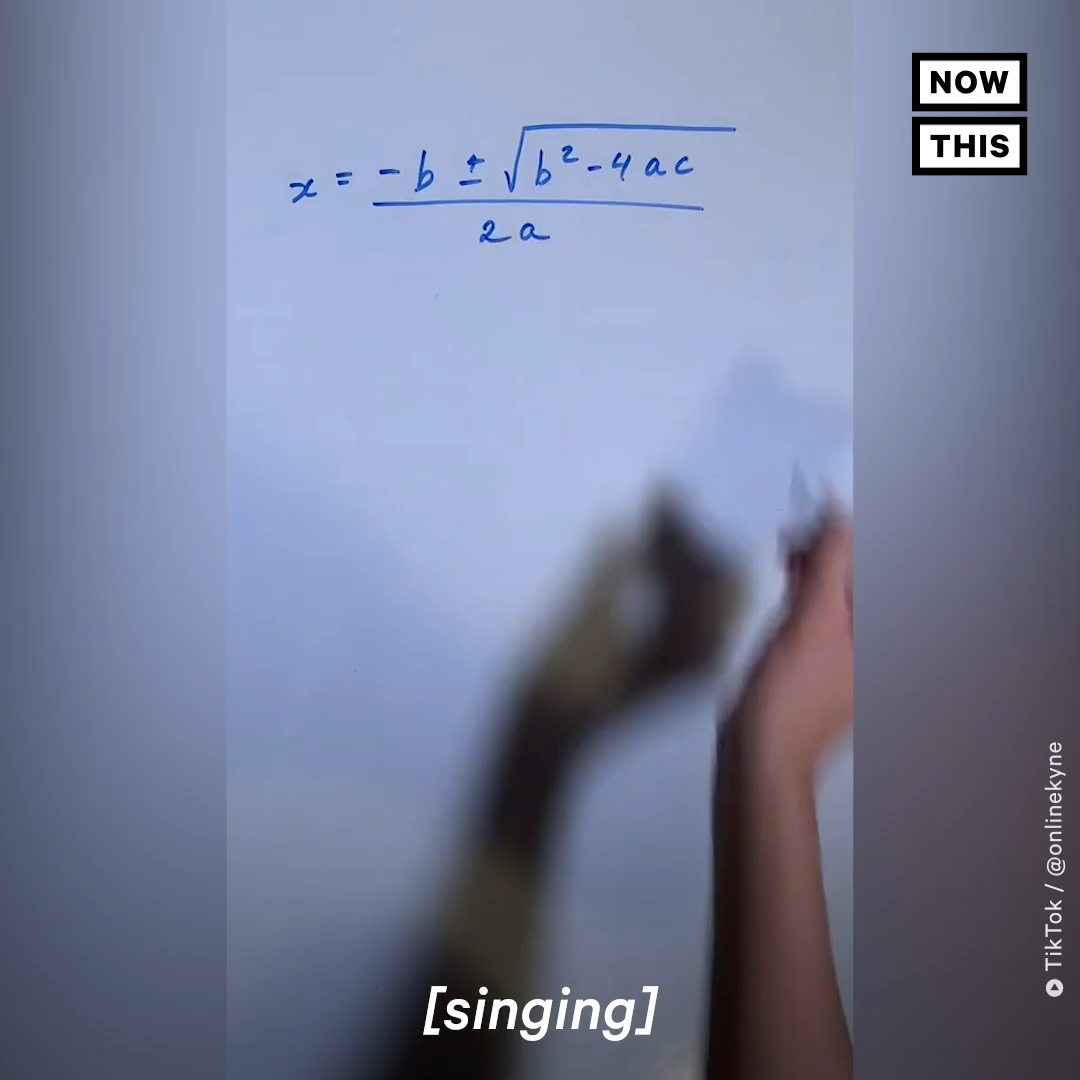 NOW
THIS
x = -b ± √b² - 4ac
2a
TikTok / @onlinekyne
[singing]